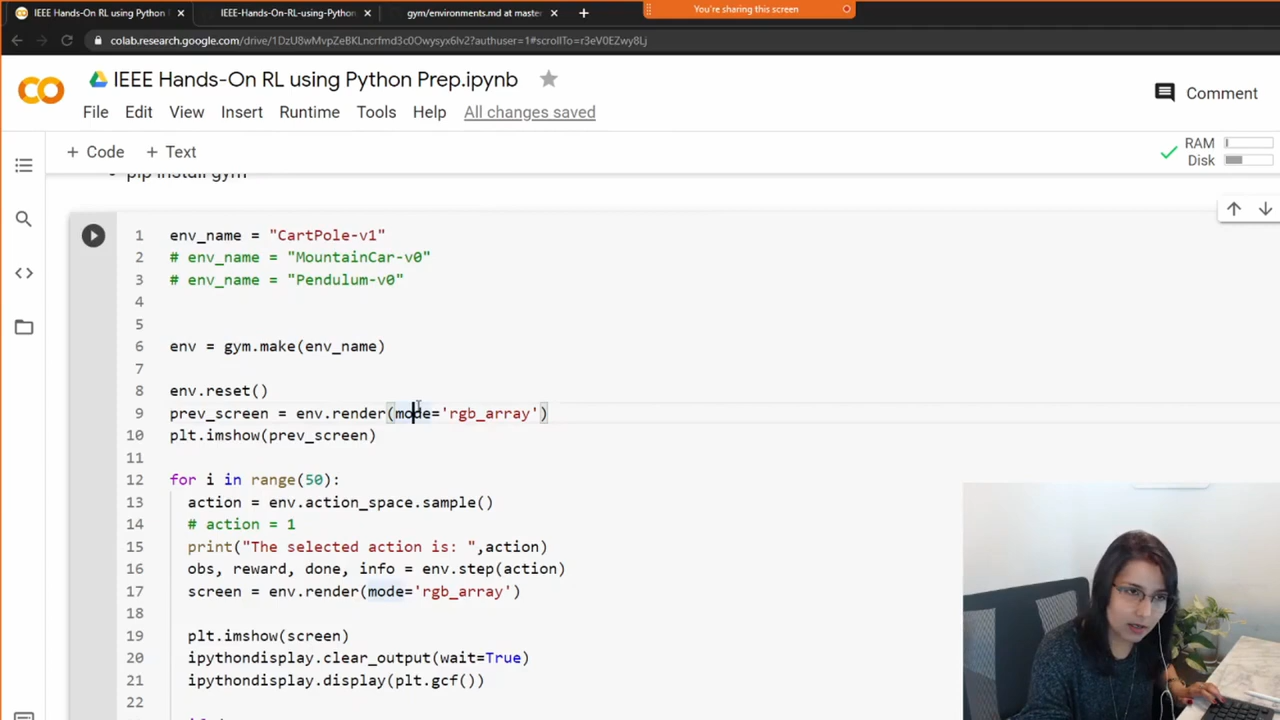 IEEE Hands-On RL using Python
IEEE-Hands-On-RL-using-Python-
gym/environments.md at master
You're sharing this screen
colab.research.google.com/drive/1DzU8wMvpZeBKLncrfmd3c0Owysyx6lv2?authuser=1#scrollTo=r3eV0EZwy8Lj
IEEE Hands-On RL using Python Prep.ipynb
File Edit View Insert Runtime Tools Help All changes saved
Comment
+ Code + Text
RAM
Disk
pip install gym
1 env_name = "CartPole-v1"
2 # env_name = "MountainCar-v0"
3 # env_name = "Pendulum-v0"
4
5
6 env = gym.make(env_name)
7
8 env.reset()
9 prev_screen = env.render(mode='rgb_array')
10 plt.imshow(prev_screen)
11
12 for i in range(50):
13 action = env.action_space.sample()
14 # action = 1
15 print("The selected action is: ",action)
16 obs, reward, done, info = env.step(action)
17 screen = env.render(mode='rgb_array')
18
19 plt.imshow(screen)
20 ipythondisplay.clear_output(wait=True)
21 ipythondisplay.display(plt.gcf())
22